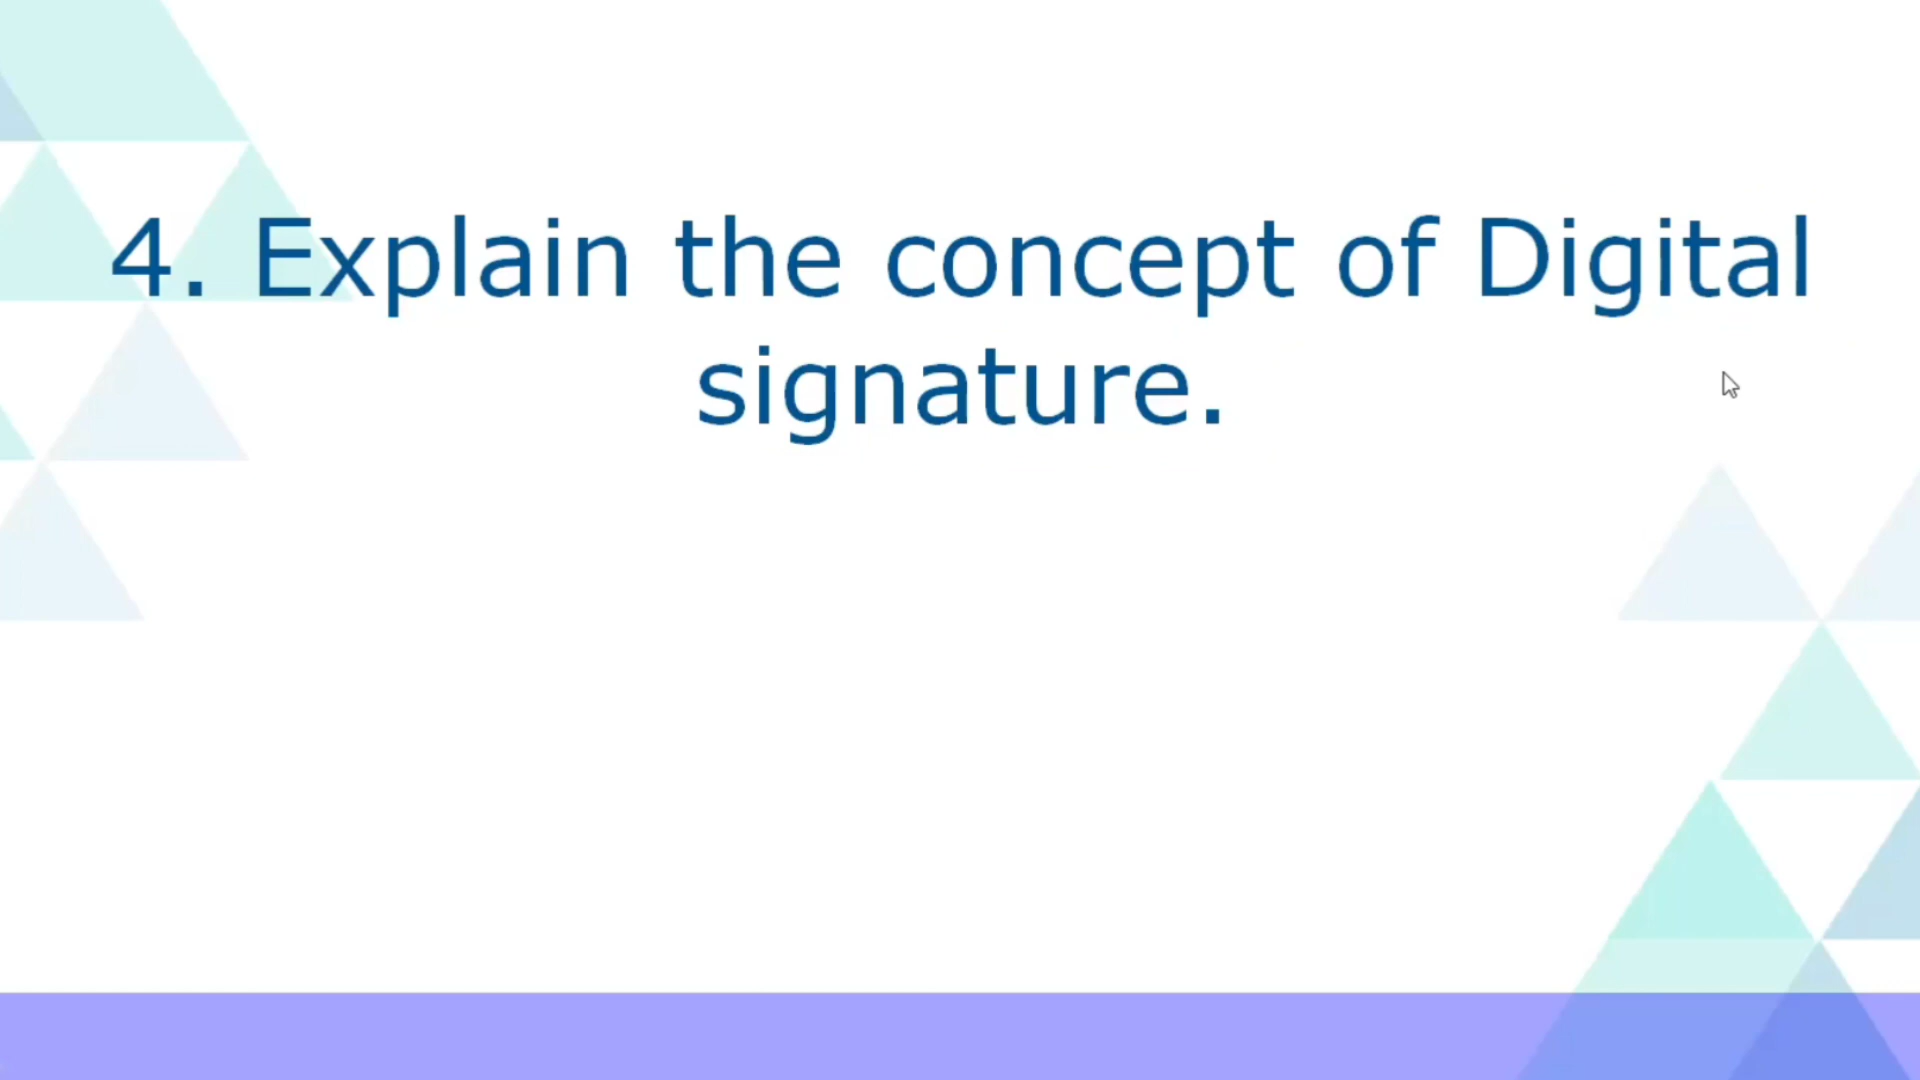 4. Explain the concept of Digital
signature.